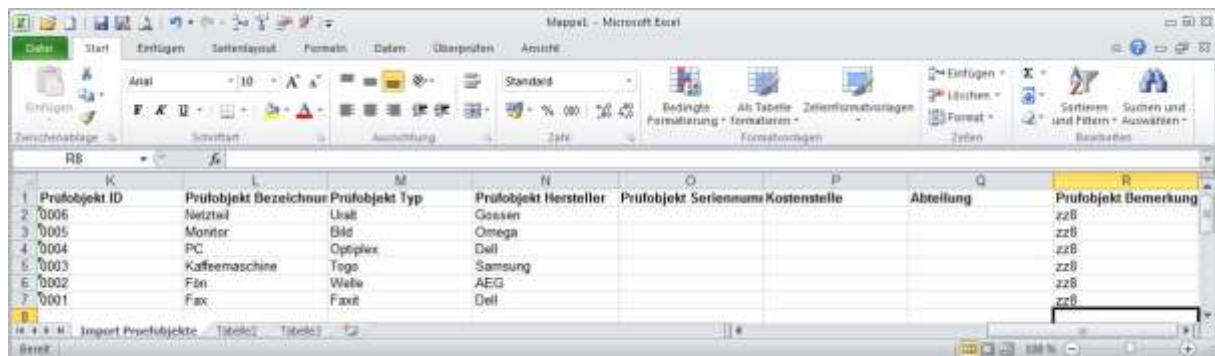 Mappe1 - Microsoft Excel
Datei Start Einfügen Seitenlayout Formeln Daten Überprüfen Ansicht
Arial 10 Standard Einfügen
Löschen
Einfügen F K U % 000 Bedingte Formatierung Als Tabelle formatieren Zellenformatvorlagen Format Sortieren und Filtern Suchen und Auswählen
Zwischenablage Schriftart Ausrichtung Zahl Formatvorlagen Zellen Bearbeiten
R8 fx
K L M N O P Q R
1 Prüfobjekt ID Prüfobjekt Bezeichnun Prüfobjekt Typ Prüfobjekt Hersteller Prüfobjekt Seriennum Kostenstelle Abteilung Prüfobjekt Bemerkung
2 0006 Netzteil Uralt Gossen zz8
3 0005 Monitor Bild Omega zz8
4 0004 PC Optiplex Dell zz8
5 0003 Kaffeemaschine Togo Samsung zz8
6 0002 Fön Welle AEG zz8
7 0001 Fax Faxit Dell zz8
8
Import Pruefobjekte Tabelle2 Tabelle3
Bereit 100 %